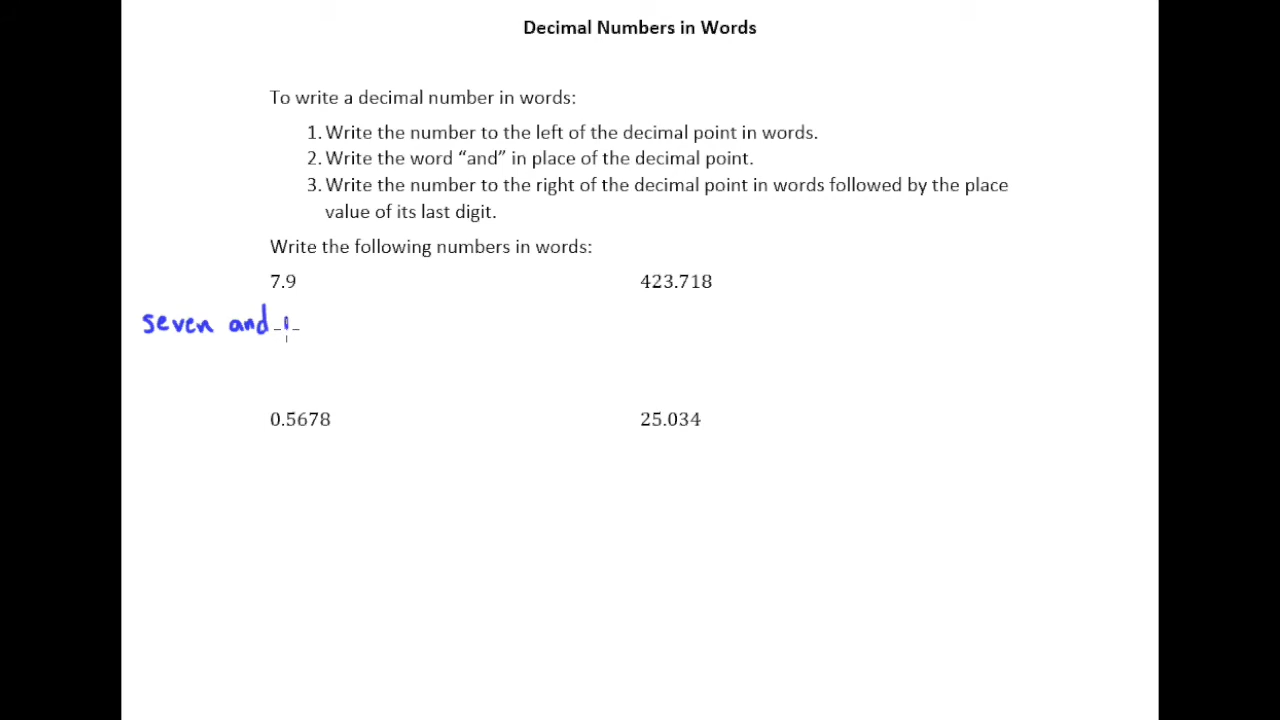 Decimal Numbers in Words
To write a decimal number in words:
1. Write the number to the left of the decimal point in words.
2. Write the word “and” in place of the decimal point.
3. Write the number to the right of the decimal point in words followed by the place
value of its last digit.
Write the following numbers in words:
7.9 423.718
seven and
0.5678 25.034